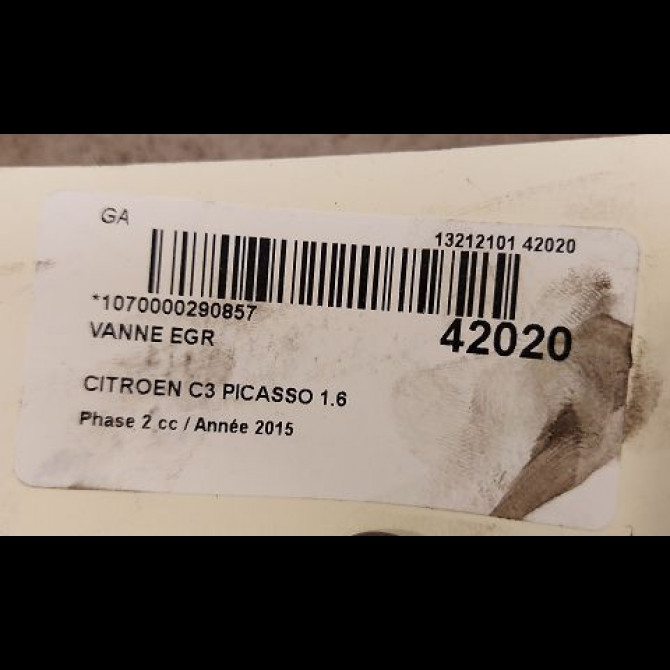 GA
13212101 42020
*1070000290857
VANNE EGR
42020
CITROEN C3 PICASSO 1.6
Phase 2 cc / Année 2015